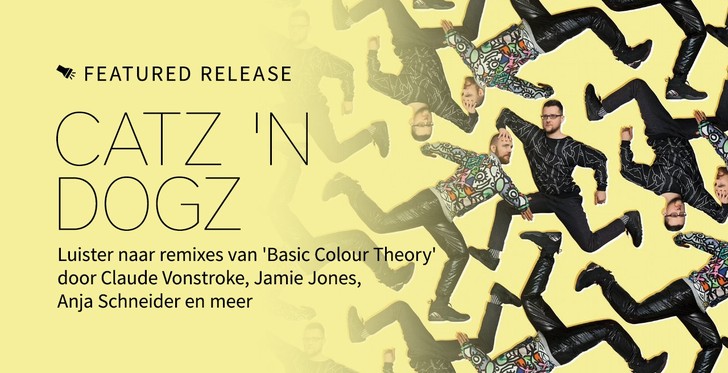 FEATURED RELEASE
CATZ 'N
DOGZ
Luister naar remixes van 'Basic Colour Theory'
door Claude Vonstroke, Jamie Jones,
Anja Schneider en meer